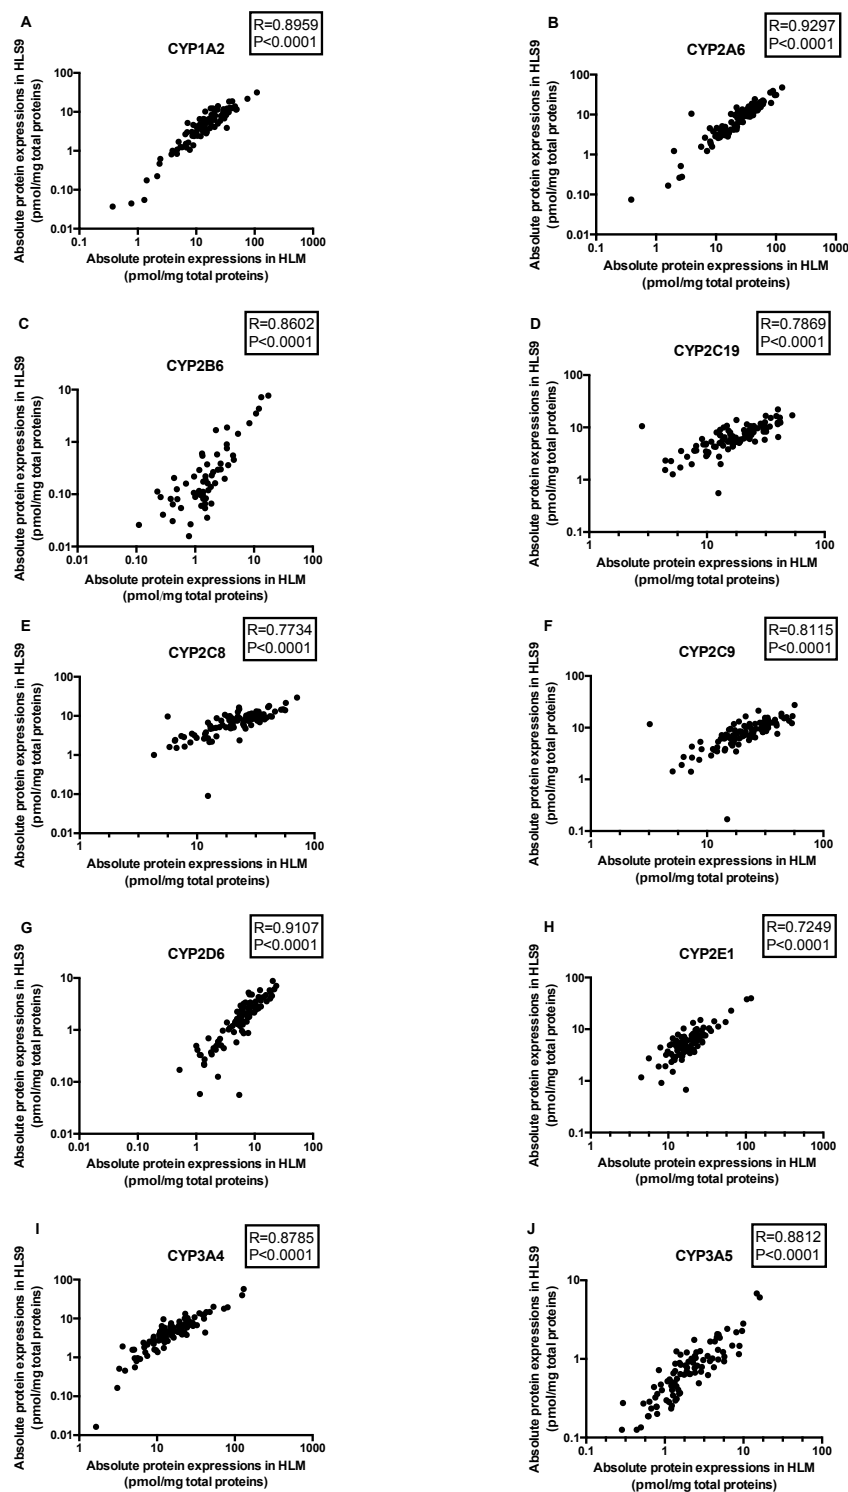 A
R=0.8959
P<0.0001
CYP1A2
Absolute protein expressions in HLS9
(pmol/mg total proteins)
100
10
1
0.10
0.01
0.1 1 10 100 1000
Absolute protein expressions in HLM
(pmol/mg total proteins)
B
R=0.9297
P<0.0001
CYP2A6
Absolute protein expressions in HLS9
(pmol/mg total proteins)
100
10
1
0.10
0.01
0.1 1 10 100 1000
Absolute protein expressions in HLM
(pmol/mg total proteins)
C
R=0.8602
P<0.0001
CYP2B6
Absolute protein expressions in HLS9
(pmol/mg total proteins)
10
1
0.10
0.01
0.01 0.10 1 10 100
Absolute protein expressions in HLM
(pmol/mg total proteins)
D
R=0.7869
P<0.0001
CYP2C19
Absolute protein expressions in HLS9
(pmol/mg total proteins)
100
10
1
0.1
1 10 100
Absolute protein expressions in HLM
(pmol/mg total proteins)
E
R=0.7734
P<0.0001
CYP2C8
Absolute protein expressions in HLS9
(pmol/mg total proteins)
100
10
1
0.10
0.01
1 10 100
Absolute protein expressions in HLM
(pmol/mg total proteins)
F
R=0.8115
P<0.0001
CYP2C9
Absolute protein expressions in HLS9
(pmol/mg total proteins)
100
10
1
0.1
1 10 100
Absolute protein expressions in HLM
(pmol/mg total proteins)
G
R=0.9107
P<0.0001
CYP2D6
Absolute protein expressions in HLS9
(pmol/mg total proteins)
10
1
0.10
0.01
0.01 0.10 1 10 100
Absolute protein expressions in HLM
(pmol/mg total proteins)
H
R=0.7249
P<0.0001
CYP2E1
Absolute protein expressions in HLS9
(pmol/mg total proteins)
100
10
1
0.1
1 10 100 1000
Absolute protein expressions in HLM
(pmol/mg total proteins)
I
R=0.8785
P<0.0001
CYP3A4
Absolute protein expressions in HLS9
(pmol/mg total proteins)
100
10
1
0.10
0.01
1 10 100 1000
Absolute protein expressions in HLM
(pmol/mg total proteins)
J
R=0.8812
P<0.0001
CYP3A5
Absolute protein expressions in HLS9
(pmol/mg total proteins)
10
1
0.1
0.1 1 10 100
Absolute protein expressions in HLM
(pmol/mg total proteins)